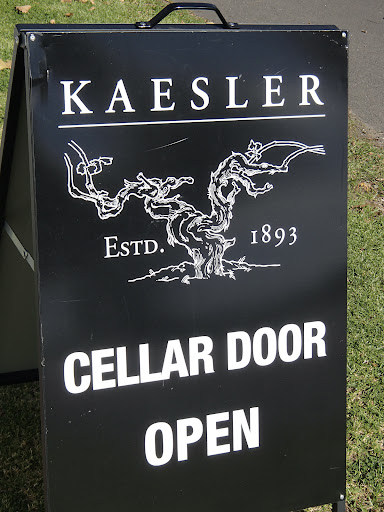 KAESLER
ESTD. 1893
CELLAR DOOR
OPEN